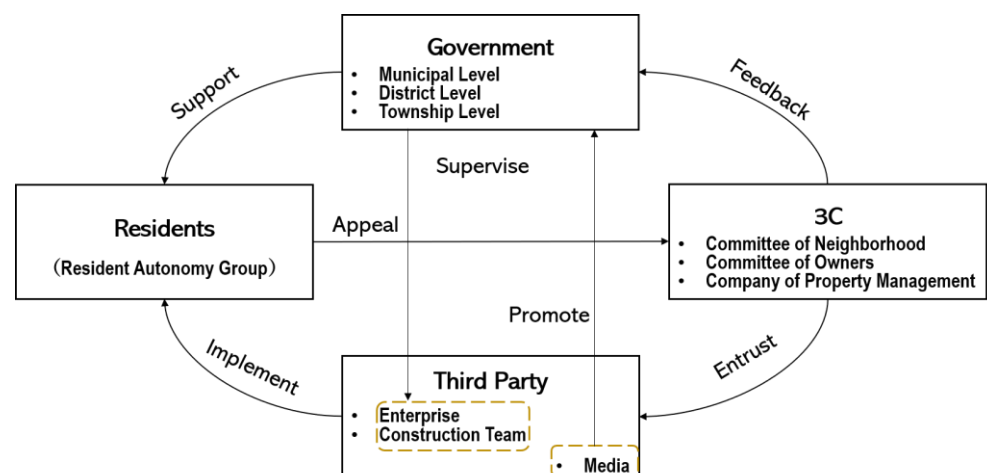 Government
• Municipal Level
• District Level
• Township Level
Support
Feedback
Supervise
Residents
(Resident Autonomy Group)
Appeal
3C
• Committee of Neighborhood
• Committee of Owners
• Company of Property Management
Promote
Implement
Entrust
Third Party
• Enterprise
• Construction Team
• Media